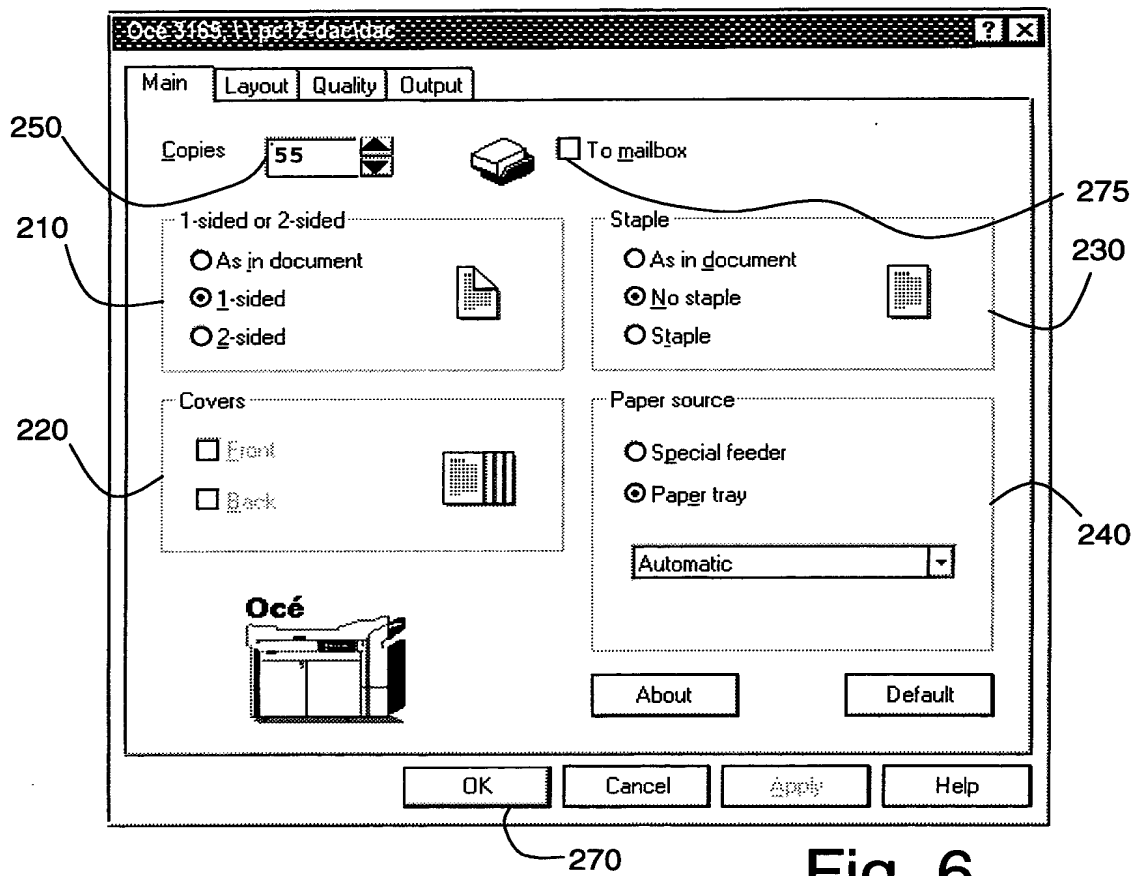 Océ 3165, \\pc12-dac\dac ? X
Main Layout Quality Output
250
Copies 55 To mailbox
275
210
1-sided or 2-sided
As in document
1-sided
2-sided
Staple
As in document
No staple
Staple
230
220
Covers
Front
Back
Paper source
Special feeder
Paper tray
Automatic
240
Océ
About Default
OK Cancel Apply Help
270
Fig. 6